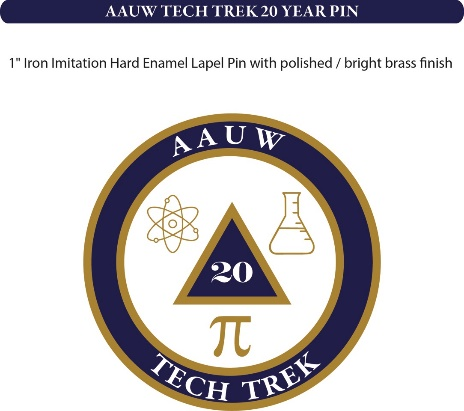 AAUW TECH TREK 20 YEAR PIN
1" Iron Imitation Hard Enamel Lapel Pin with polished / bright brass finish
AAUW
20
π
TECH TREK